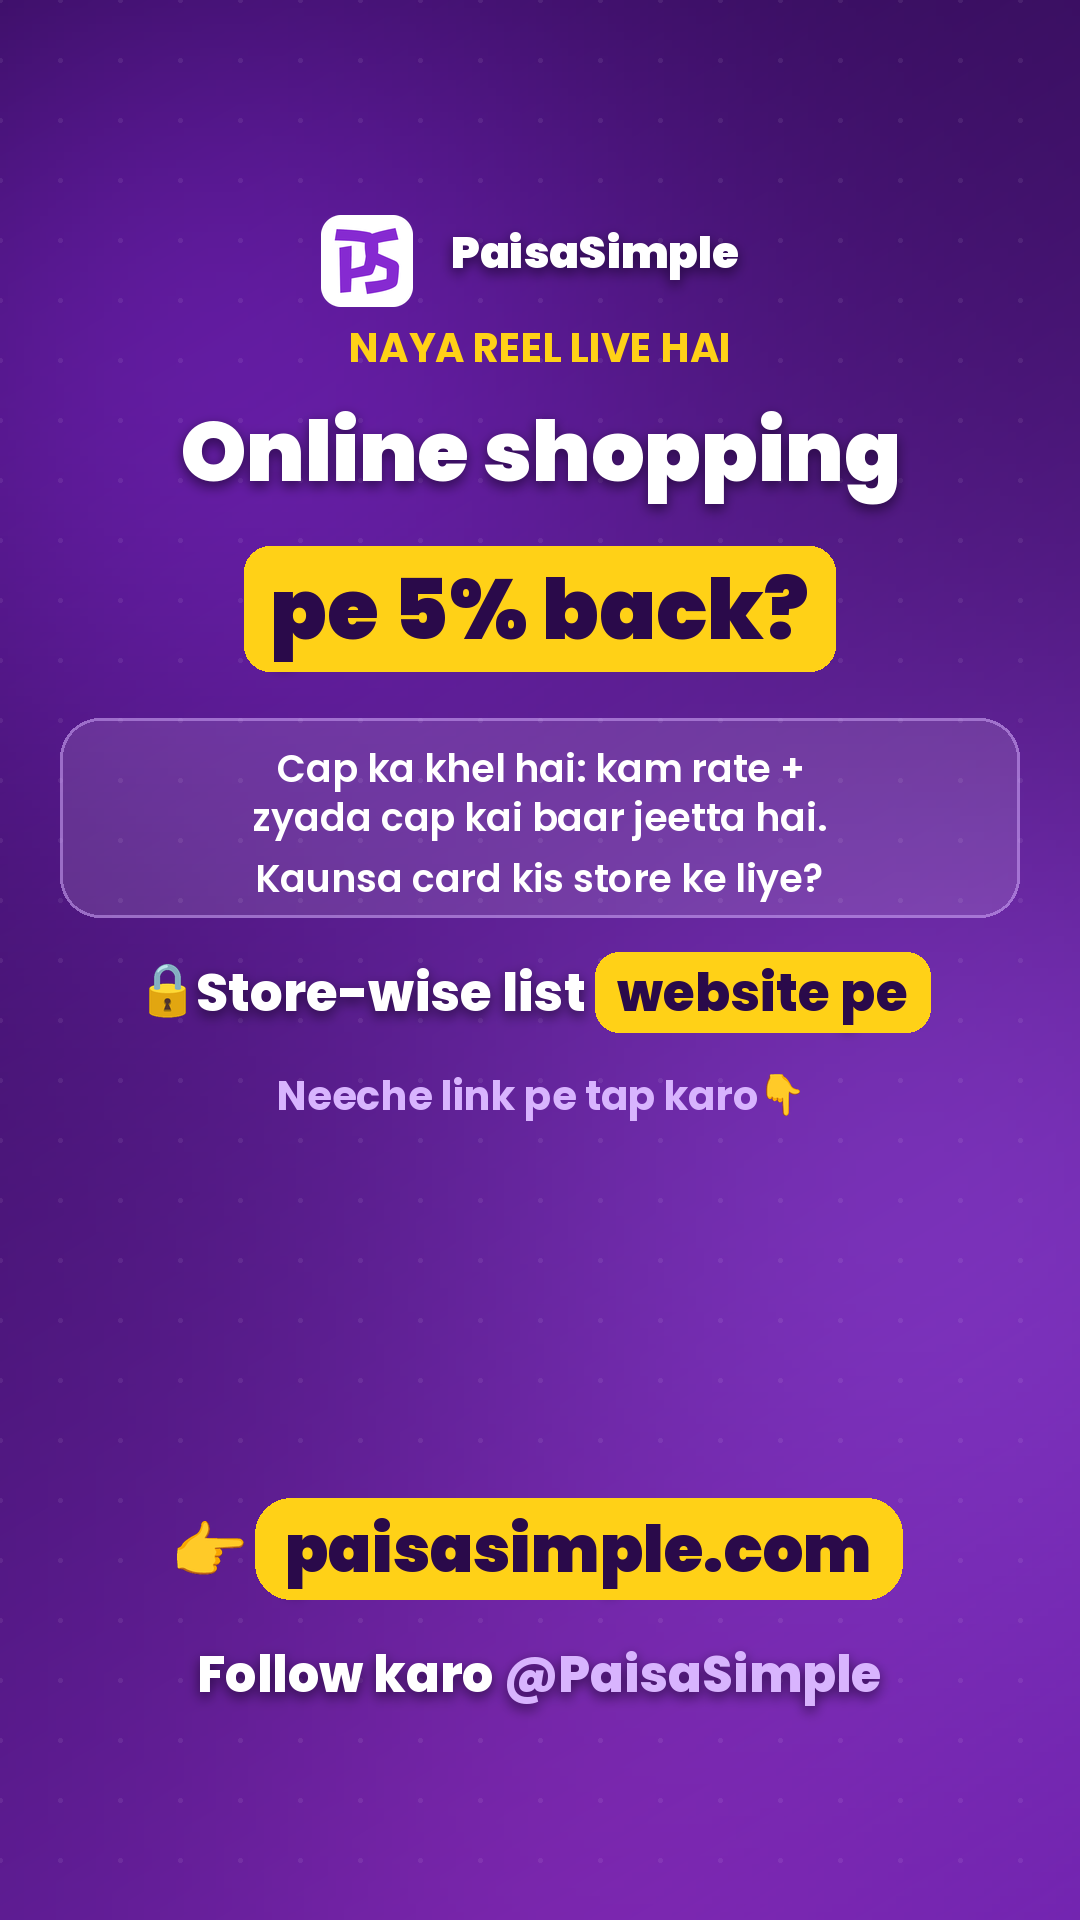 PS
PaisaSimple
NAYA REEL LIVE HAI
Online shopping
pe 5% back?
Cap ka khel hai: kam rate +
zyada cap kai baar jeetta hai.
Kaunsa card kis store ke liye?
🔒Store-wise list website pe
Neeche link pe tap karo👇
👉 paisasimple.com
Follow karo @PaisaSimple